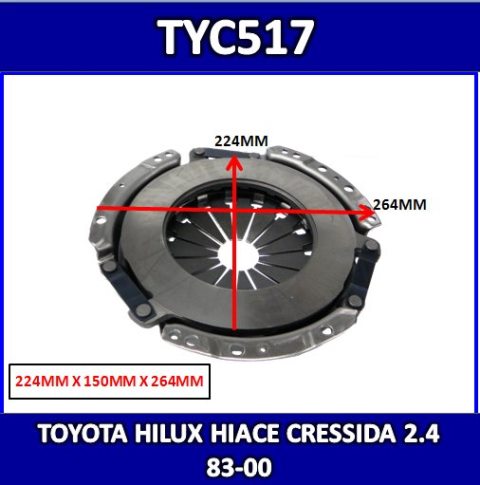 TYC517
224MM
264MM
224MM X 150MM X 264MM
TOYOTA HILUX HIACE CRESSIDA 2.4
83-00